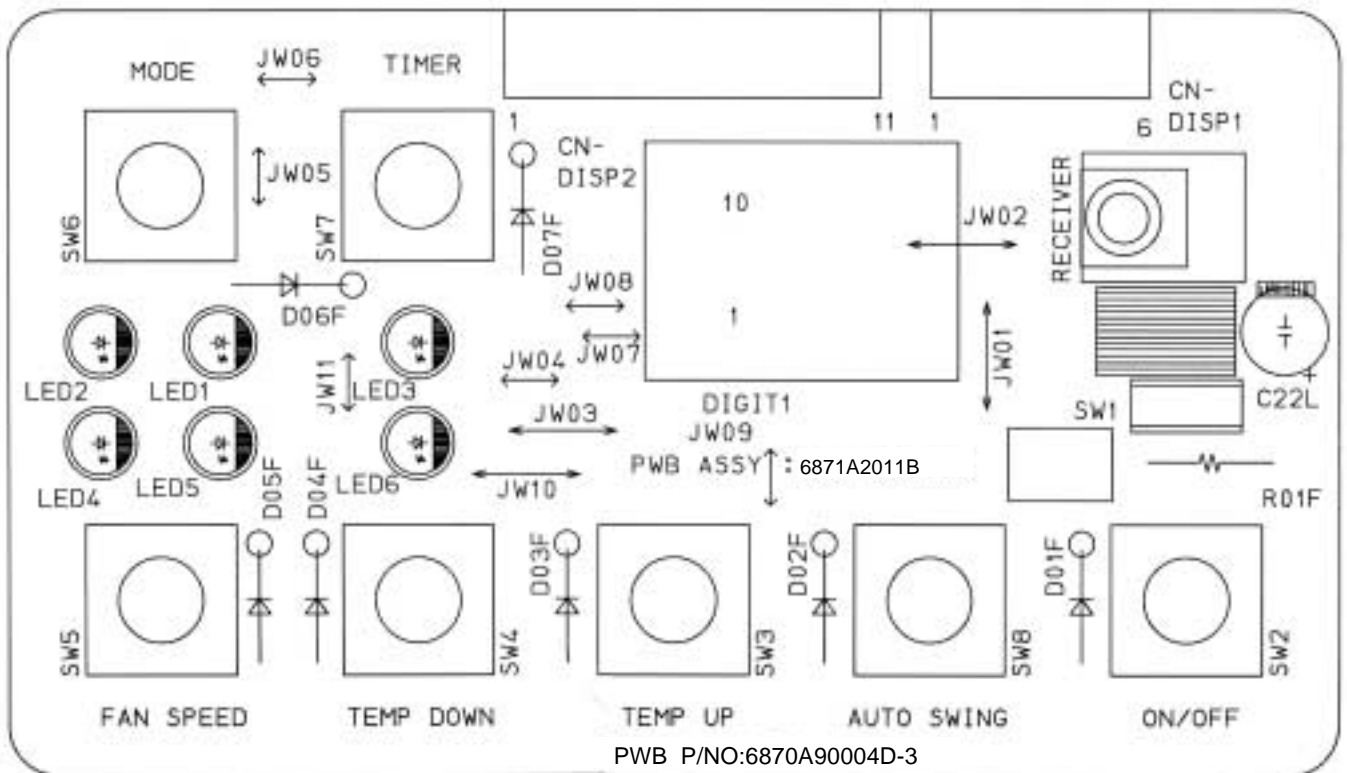 MODE
JW06
TIMER
CN-
DISP1
1
11
1
6
CN-
DISP2
JW05
SW6
SW7
D07F
10
JW02
RECEIVER
D06F
JW08
1
JW07
JW01
LED2
LED1
JW11
LED3
JW04
DIGIT1
SW1
C22L
+
JW03
JW09
PWB ASSY : 6871A2011B
LED4
LED5
D05F
D04F
LED6
JW10
R01F
D03F
D02F
D01F
SW5
SW4
SW3
SW8
SW2
FAN SPEED
TEMP DOWN
TEMP UP
AUTO SWING
ON/OFF
PWB P/NO:6870A90004D-3